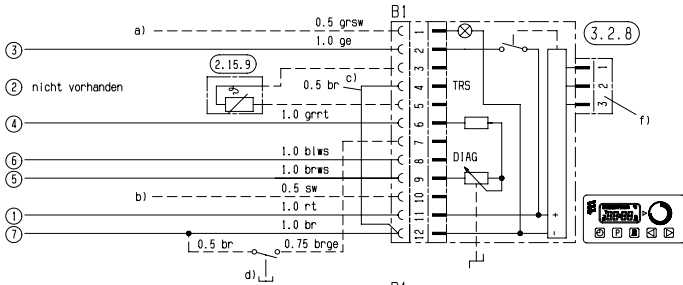 B1
a)
0.5 grsw
1
3
1.0 ge
2
3.2.8
2.15.9
3
1
2 nicht vorhanden
0.5 br
c)
4
TRS
2
5
3
4
1.0 grrt
6
f)
7
6
1.0 blws
8
DIAG
5
1.0 brws
9
b)
0.5 sw
10
1
1.0 rt
11
+
7
1.0 br
12
-
0.5 br
0.75 brge
d)
P